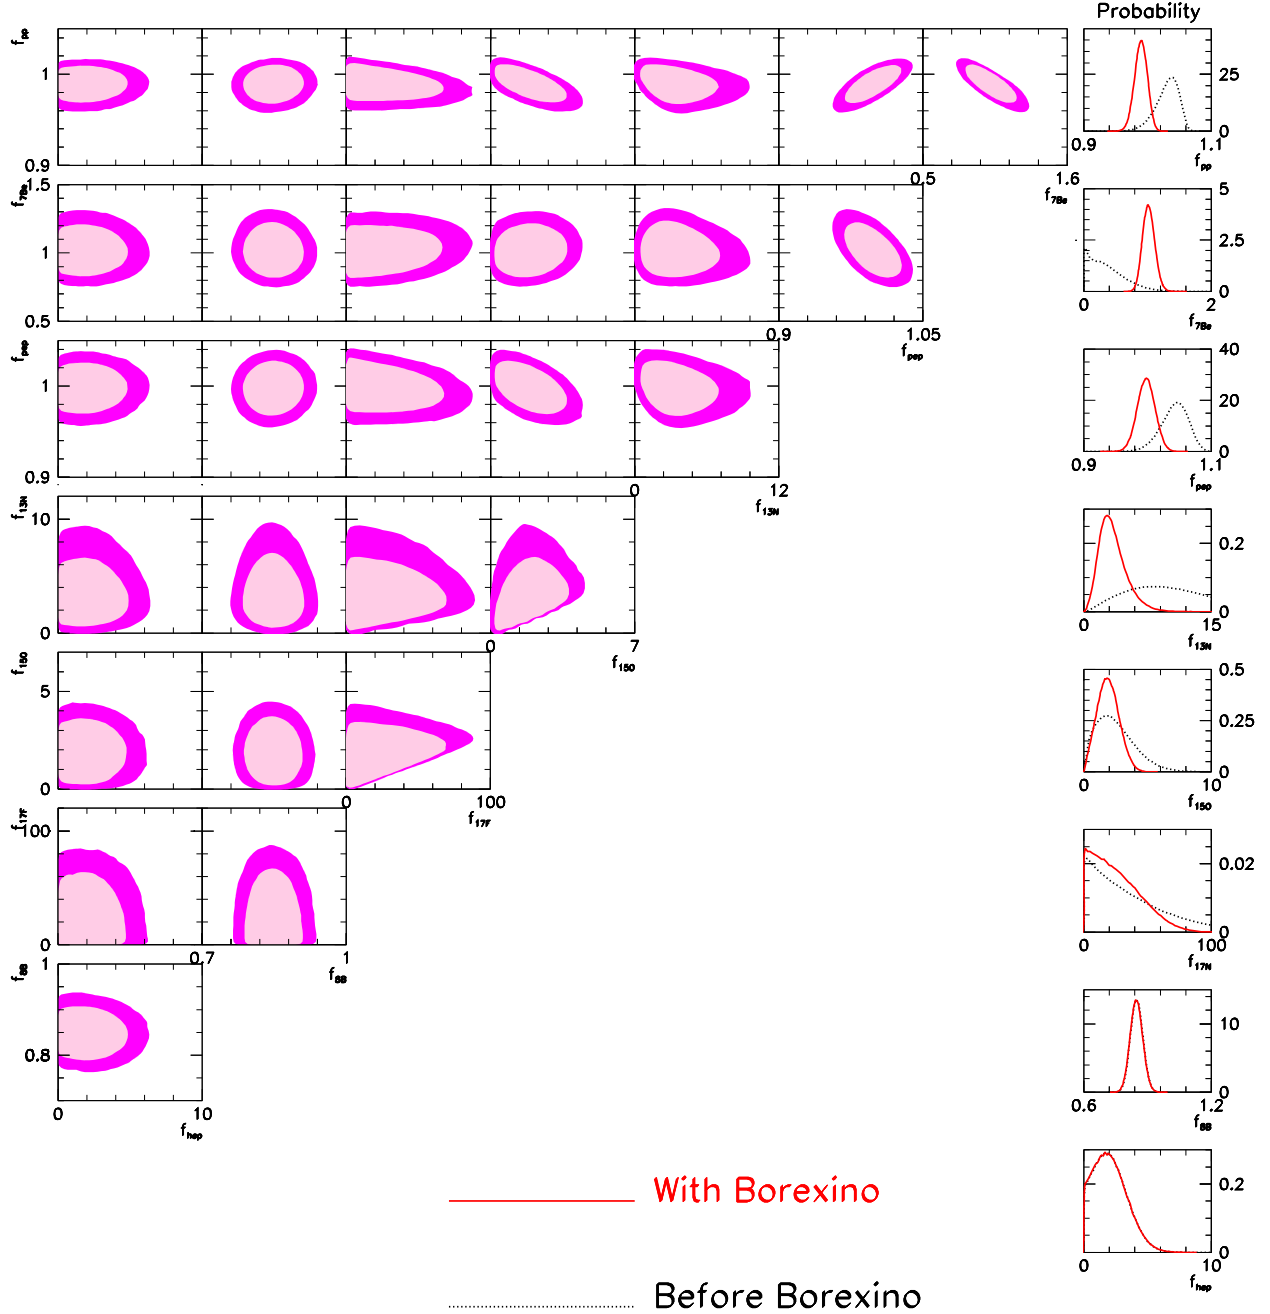 Probability
f_pp
1
0.9
0.5
1.6
f_7Be
25
0
0.9
1.1
f_pp
f_7Be
1.5
1
0.5
0.9
1.05
f_pep
5
2.5
0
0
2
f_7Be
f_pep
1
0.9
0
12
f_13N
40
20
0
0.9
1.1
f_pep
f_13N
10
0
0
7
f_15O
0.2
0
0
15
f_13N
f_15O
5
0
0
100
f_17F
0.5
0.25
0
0
10
f_15O
f_17F
100
0
0.7
1
f_8B
0.02
0
0
100
f_17N
f_8B
1
0.8
0
10
f_hep
10
0
0.6
1.2
f_8B
With Borexino
0.2
0
0
10
f_hep
Before Borexino